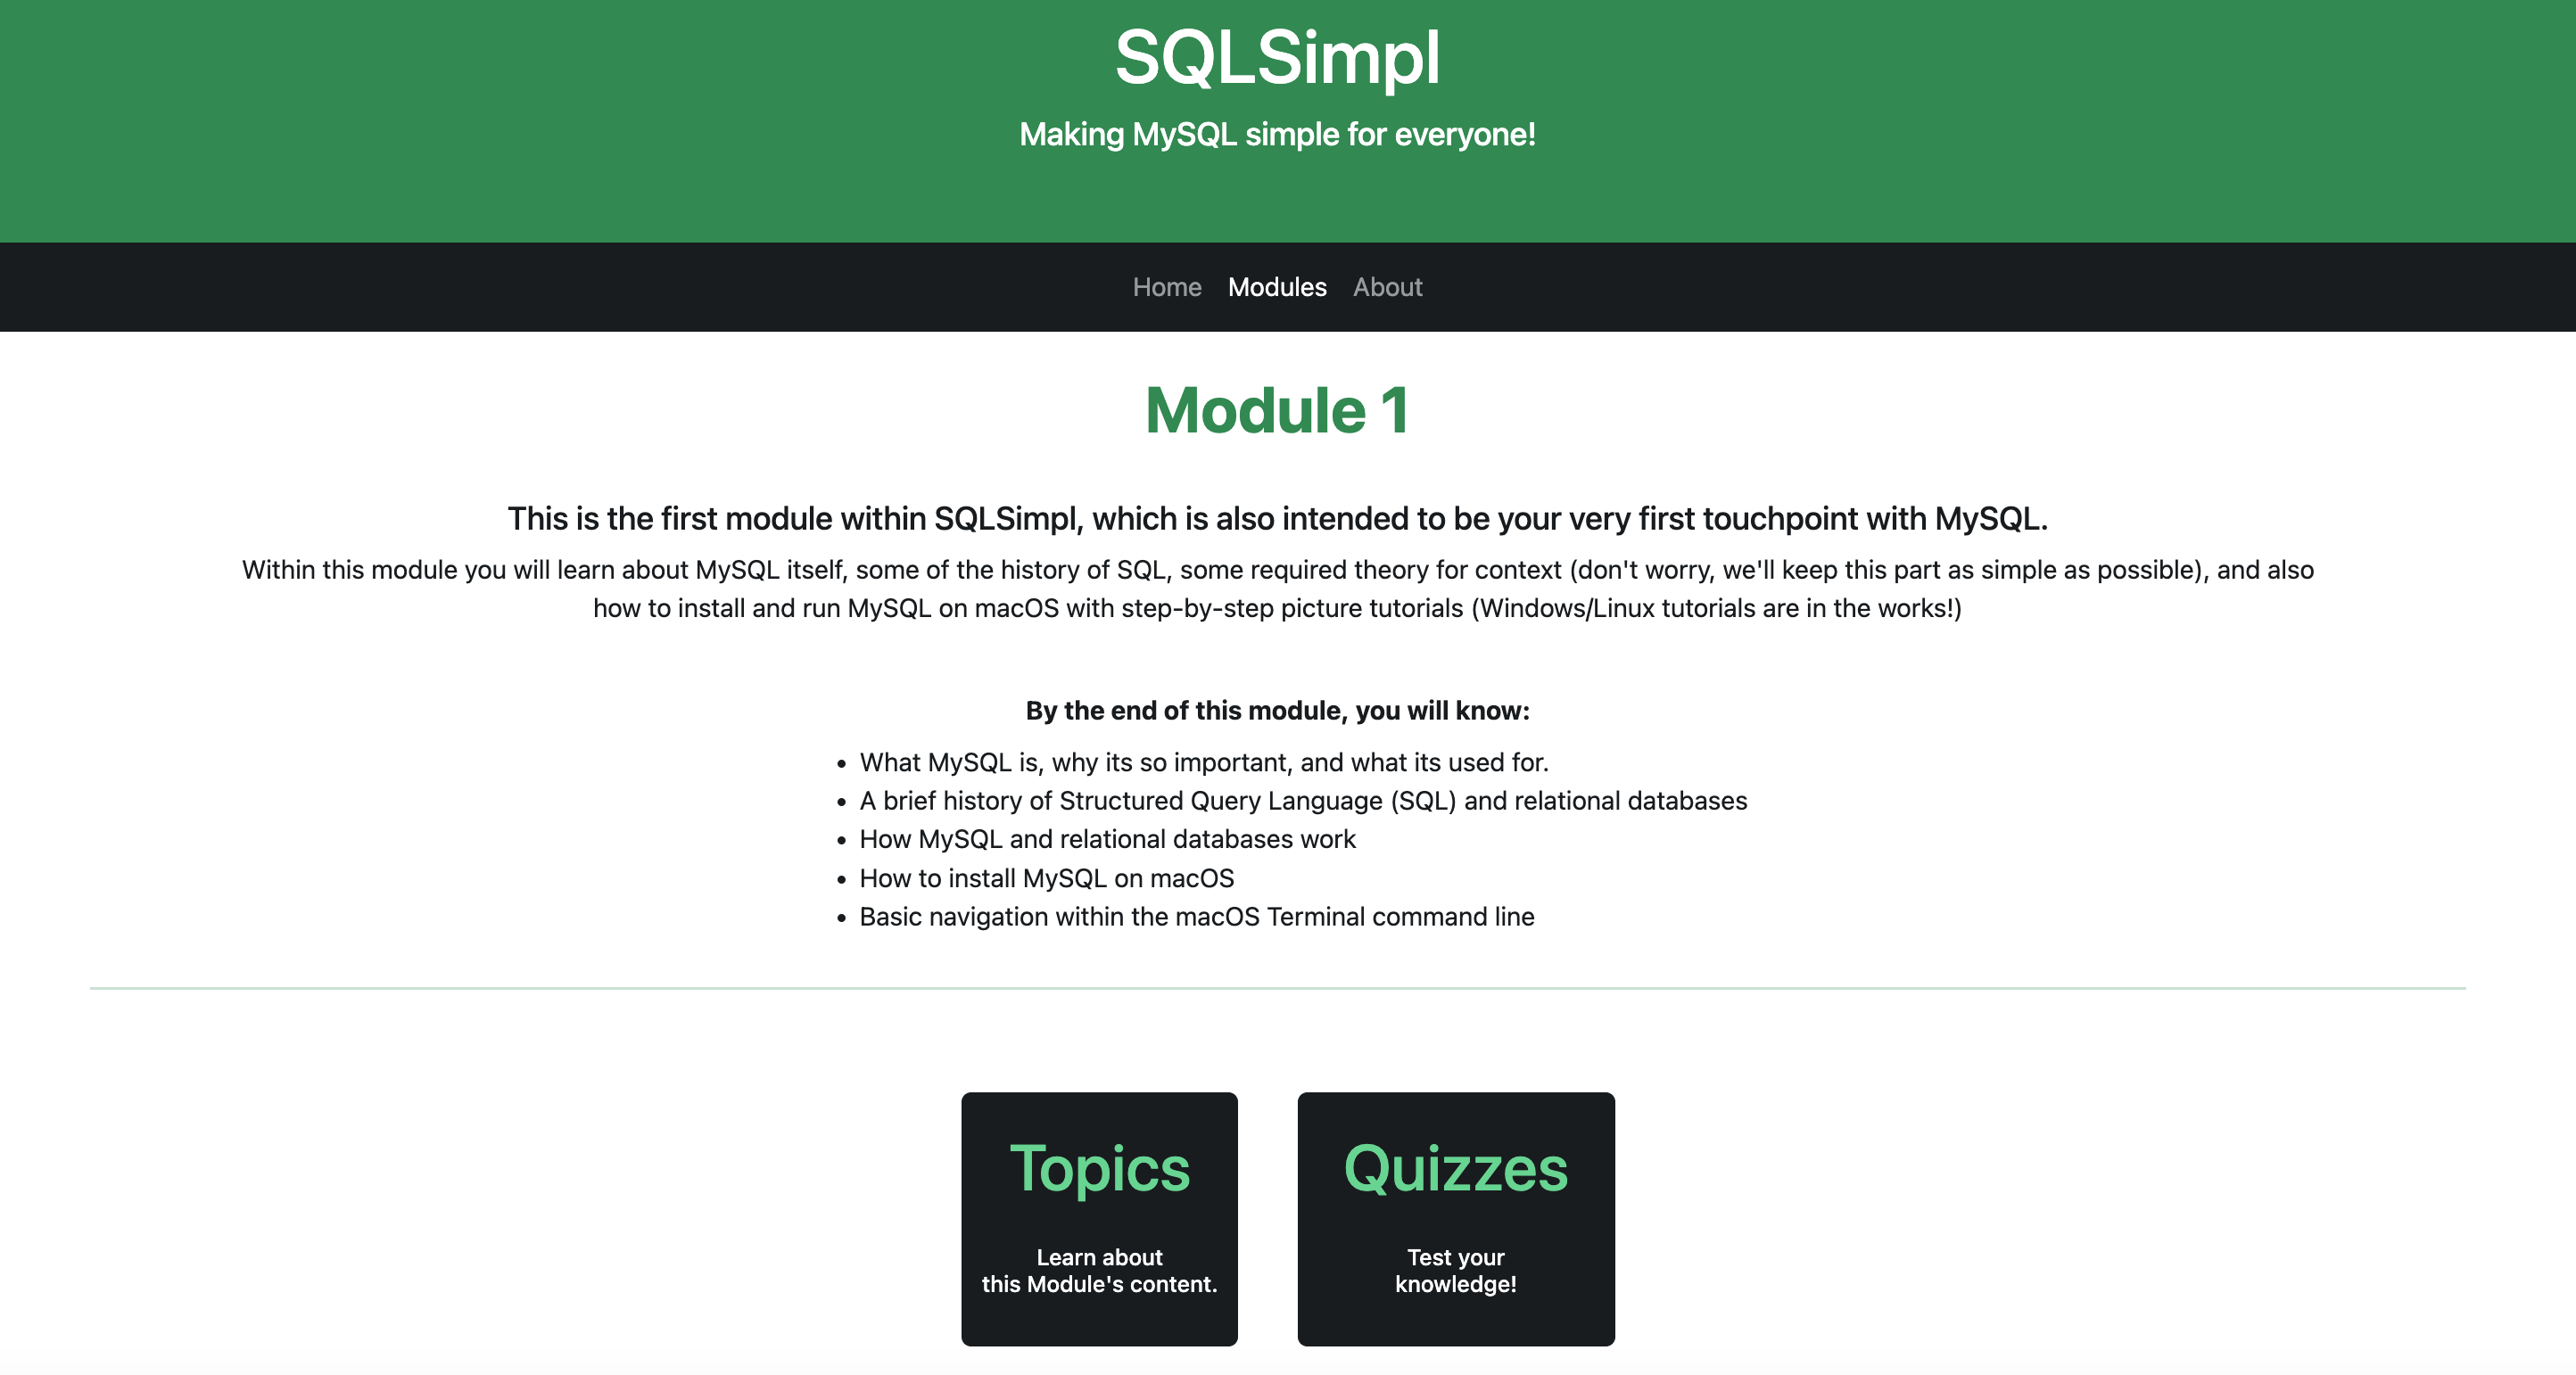 SQLSimpl
Making MySQL simple for everyone!
Home Modules About
Module 1
This is the first module within SQLSimpl, which is also intended to be your very first touchpoint with MySQL.
Within this module you will learn about MySQL itself, some of the history of SQL, some required theory for context (don't worry, we'll keep this part as simple as possible), and also
how to install and run MySQL on macOS with step-by-step picture tutorials (Windows/Linux tutorials are in the works!)
By the end of this module, you will know:
• What MySQL is, why its so important, and what its used for.
• A brief history of Structured Query Language (SQL) and relational databases
• How MySQL and relational databases work
• How to install MySQL on macOS
• Basic navigation within the macOS Terminal command line
Topics
Learn about
this Module's content.
Quizzes
Test your
knowledge!